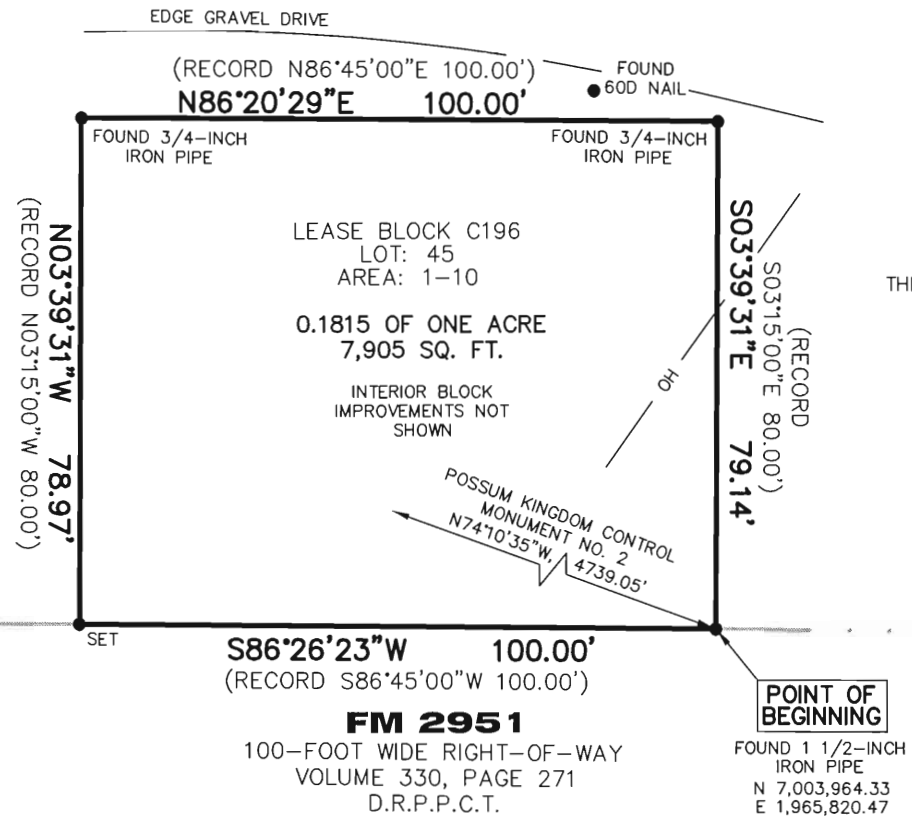 EDGE GRAVEL DRIVE
(RECORD N86°45'00"E 100.00')
N86°20'29"E 100.00'
FOUND
60D NAIL
FOUND 3/4-INCH
IRON PIPE
FOUND 3/4-INCH
IRON PIPE
N03°39'31"W 78.97'
(RECORD N03°15'00"W 80.00')
LEASE BLOCK C196
LOT: 45
AREA: 1-10
0.1815 OF ONE ACRE
7,905 SQ. FT.
INTERIOR BLOCK
IMPROVEMENTS NOT
SHOWN
S03°39'31"E 79.14'
(RECORD
S03°15'00"E 80.00')
OH
POSSUM KINGDOM CONTROL
MONUMENT NO. 2
N74°10'35"W, 4739.05'
SET
S86°26'23"W 100.00'
(RECORD S86°45'00"W 100.00')
FM 2951
100-FOOT WIDE RIGHT-OF-WAY
VOLUME 330, PAGE 271
D.R.P.P.C.T.
POINT OF
BEGINNING
FOUND 1 1/2-INCH
IRON PIPE
N 7,003,964.33
E 1,965,820.47